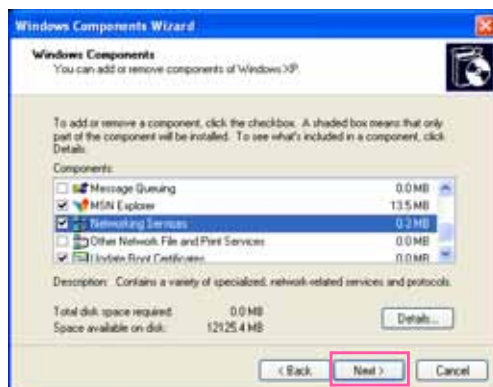 Windows Components Wizard
Windows Components
You can add or remove components of Windows XP.
To add or remove a component, click the checkbox. A shaded box means that only
part of the component will be installed. To see what's included in a component, click
Details.
Components:
Message Queuing 0.0 MB
MSN Explorer 13.5 MB
Networking Services 0.3 MB
Other Network File and Print Services 0.0 MB
Update Root Certificates 0.0 MB
Description: Contains a variety of specialized, network-related services and protocols.
Total disk space required: 0.0 MB
Space available on disk: 12125.4 MB
Details...
< Back
Next >
Cancel